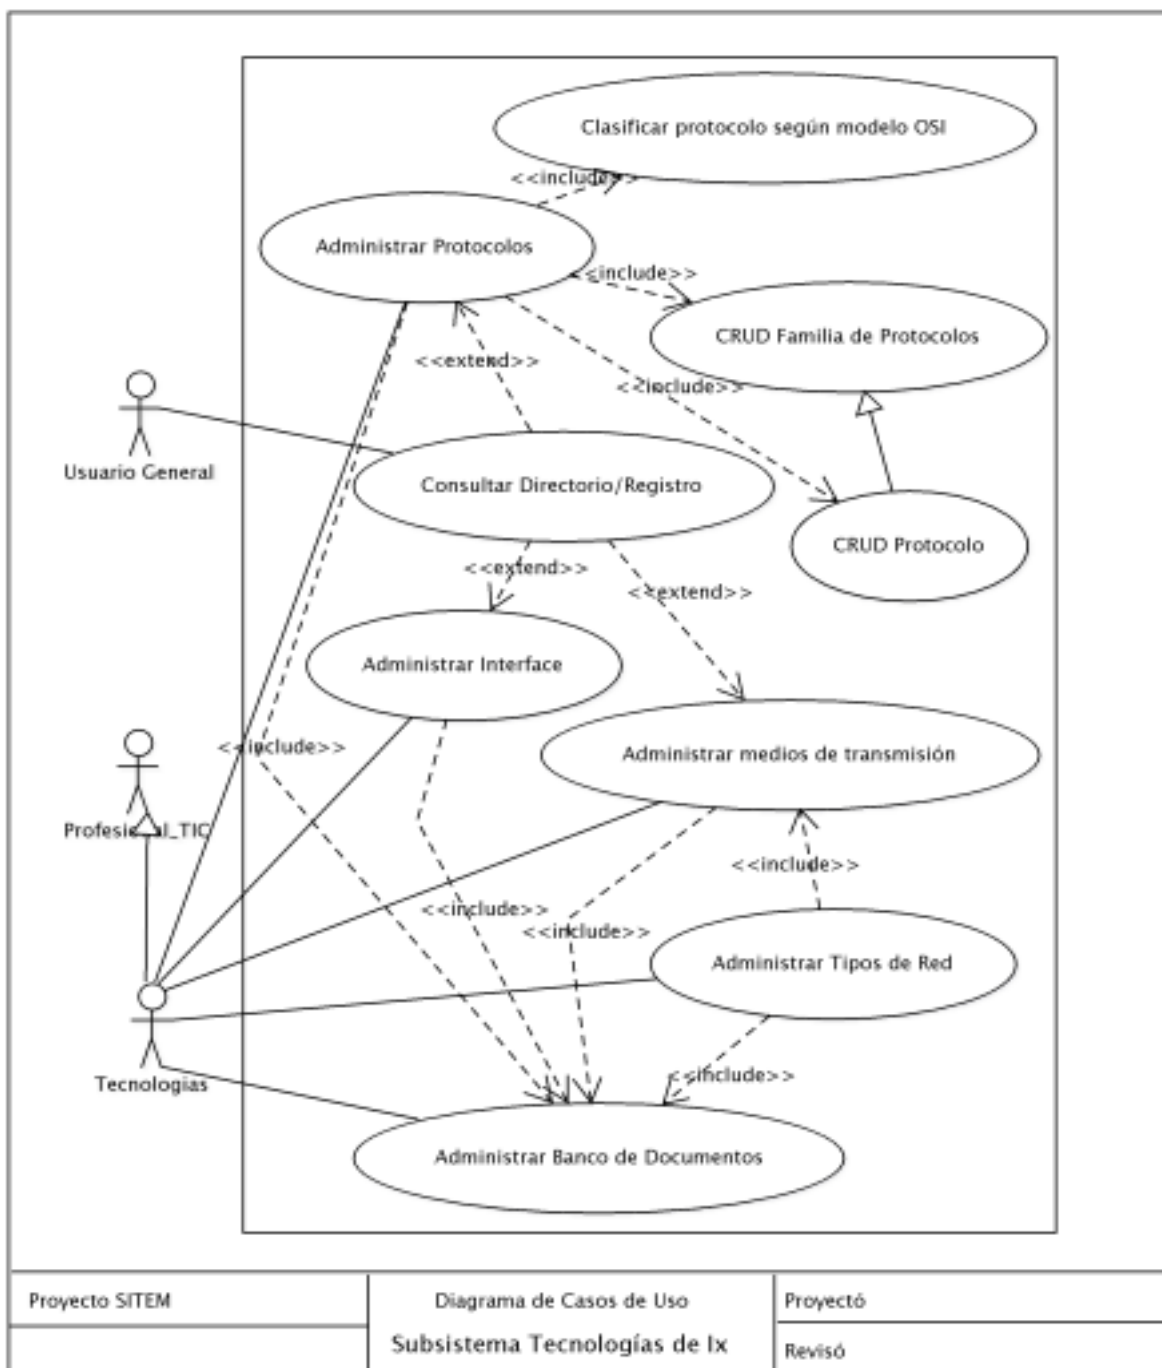 Clasificar protocolo según modelo OSI
<<include>>
Administrar Protocolos
<<include>>
CRUD Familia de Protocolos
<<extend>>
<<include>>
Usuario General
Consultar Directorio/Registro
CRUD Protocolo
<<extend>>
<<extend>>
Administrar Interface
<<include>>
Administrar medios de transmisión
Profesional_TIC
<<include>>
<<include>>
<<include>>
Administrar Tipos de Red
<<include>>
Tecnologías
Administrar Banco de Documentos
Proyecto SITEM
Diagrama de Casos de Uso
Proyectó
Subsistema Tecnologías de Ix
Revisó